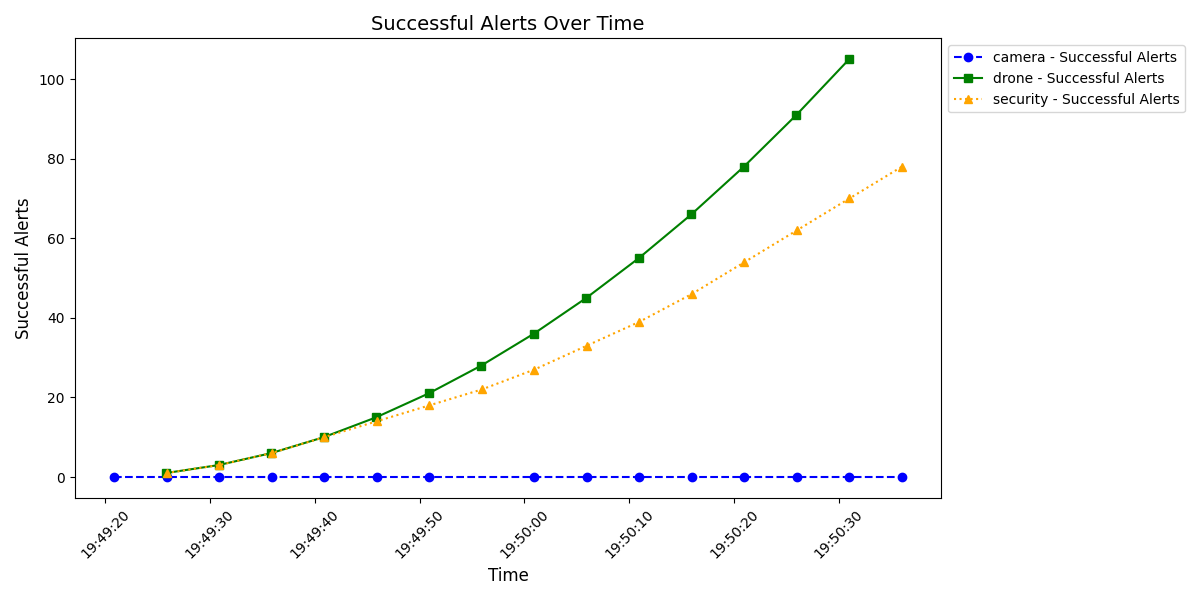 Successful Alerts Over Time
camera - Successful Alerts
drone - Successful Alerts
security - Successful Alerts
Successful Alerts
100
80
60
40
20
0
19:49:20
19:49:30
19:49:40
19:49:50
19:50:00
19:50:10
19:50:20
19:50:30
Time